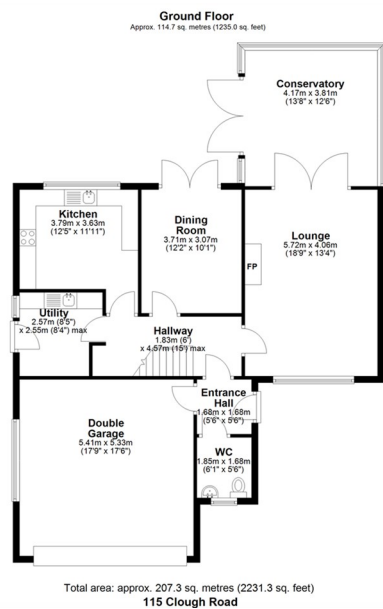 Ground Floor
Approx. 114.7 sq. metres (1235.0 sq. feet)
Conservatory
4.17m x 3.81m
(13'8" x 12'6")
Kitchen
3.79m x 3.63m
(12'5" x 11'11")
Dining
Room
3.71m x 3.07m
(12'2" x 10'1")
Lounge
5.72m x 4.06m
(18'9" x 13'4")
FP
Utility
2.57m (8'5")
x 2.55m (8'4") max
Hallway
1.83m (6')
x 4.57m (15') max
Entrance
Hall
1.68m x 1.68m
(5'6" x 5'6")
Double
Garage
5.41m x 5.33m
(17'9" x 17'6")
WC
1.85m x 1.68m
(6'1" x 5'6")
Total area: approx. 207.3 sq. metres (2231.3 sq. feet)
115 Clough Road